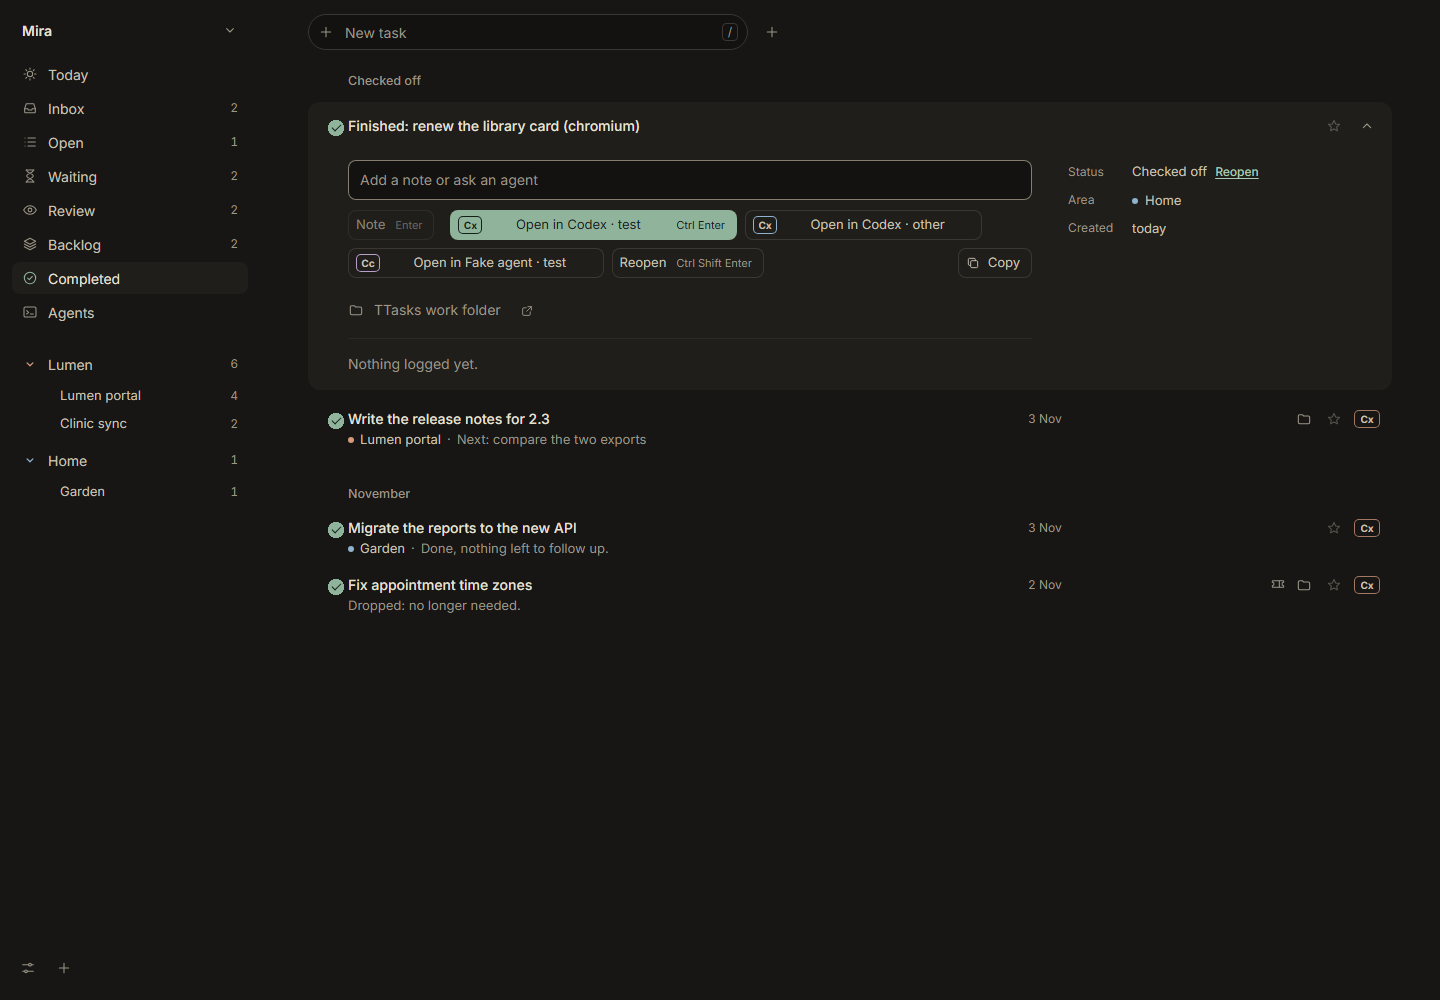 Mira
Today
Inbox 2
Open 1
Waiting 2
Review 2
Backlog 2
Completed
Agents
Lumen 6
Lumen portal 4
Clinic sync 2
Home 1
Garden 1
New task /
Checked off
Finished: renew the library card (chromium)
Add a note or ask an agent
Note Enter
Cx Open in Codex · test Ctrl Enter
Cx Open in Codex · other
Cc Open in Fake agent · test
Reopen Ctrl Shift Enter
Copy
TTasks work folder
Nothing logged yet.
Status Checked off Reopen
Area Home
Created today
Write the release notes for 2.3 3 Nov Cx
Lumen portal · Next: compare the two exports
November
Migrate the reports to the new API 3 Nov Cx
Garden · Done, nothing left to follow up.
Fix appointment time zones 2 Nov Cx
Dropped: no longer needed.